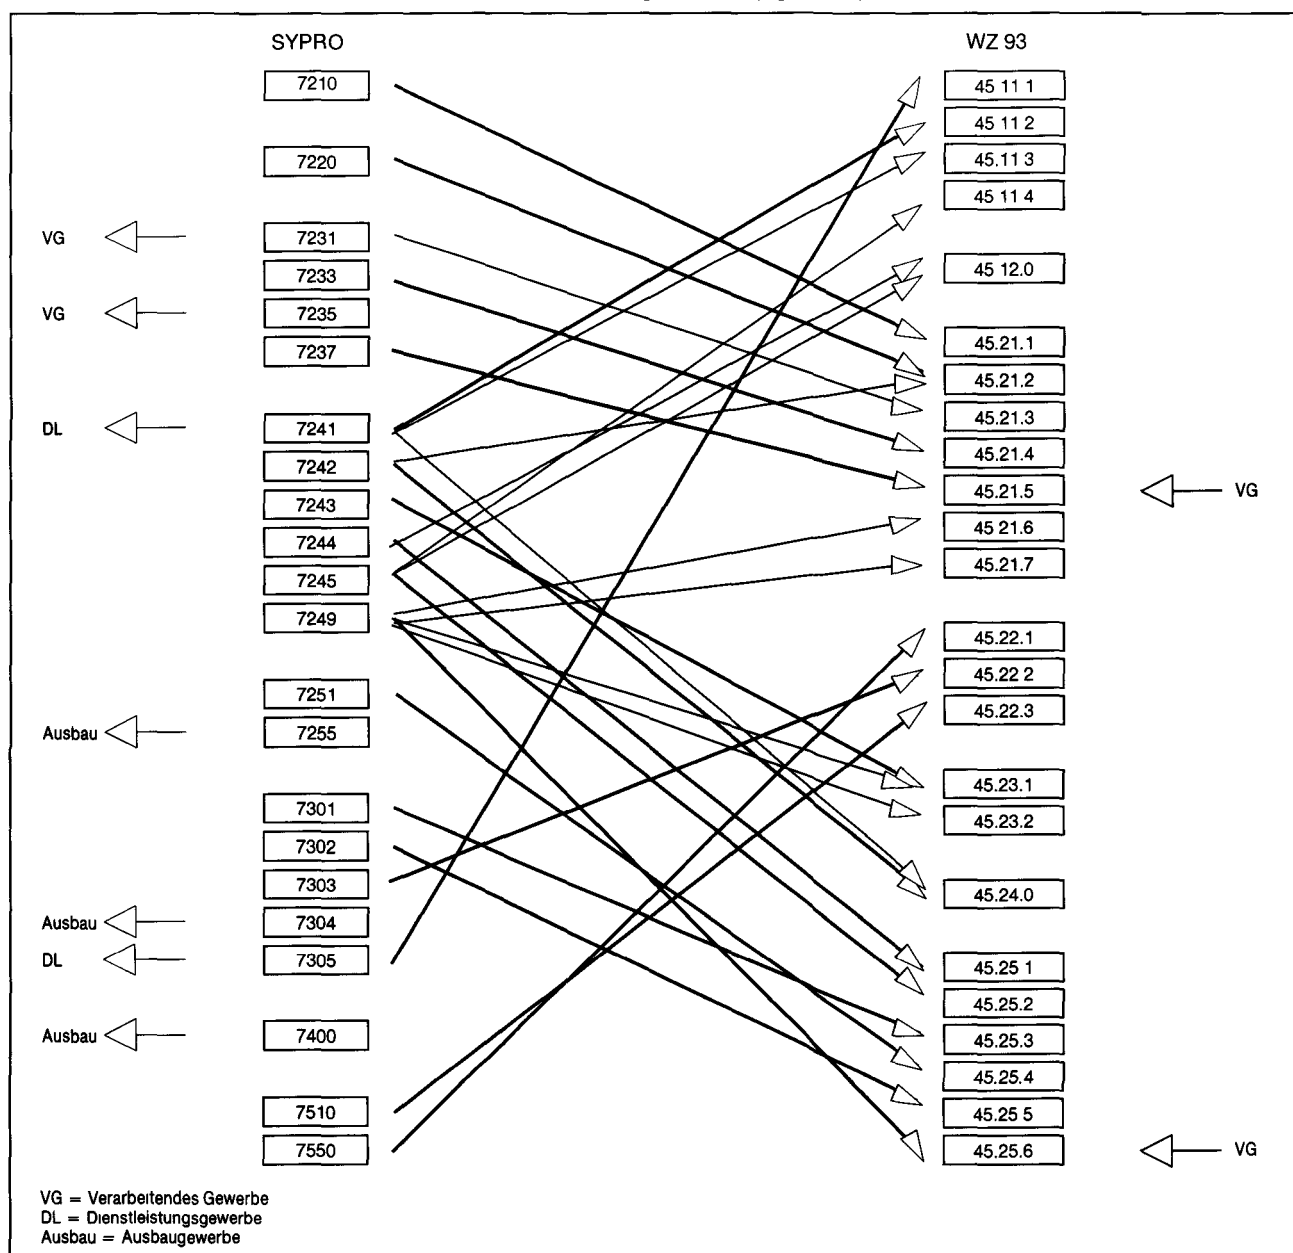 SYPRO WZ 93
7210 45 11 1
45 11 2
7220 45.11 3
45 11 4
VG 7231
7233 45 12.0
VG 7235
7237 45.21.1
45.21.2
DL 7241 45.21.3
7242 45.21.4
7243 45.21.5 VG
7244 45 21.6
7245 45.21.7
7249
45.22.1
7251 45.22 2
Ausbau 7255 45.22.3
7301 45.23.1
7302 45.23.2
7303
45.24.0
Ausbau 7304
DL 7305 45.25 1
45.25.2
Ausbau 7400 45.25.3
45.25.4
7510 45.25 5
7550 45.25.6 VG
VG = Verarbeitendes Gewerbe
DL = Dienstleistungsgewerbe
Ausbau = Ausbaugewerbe